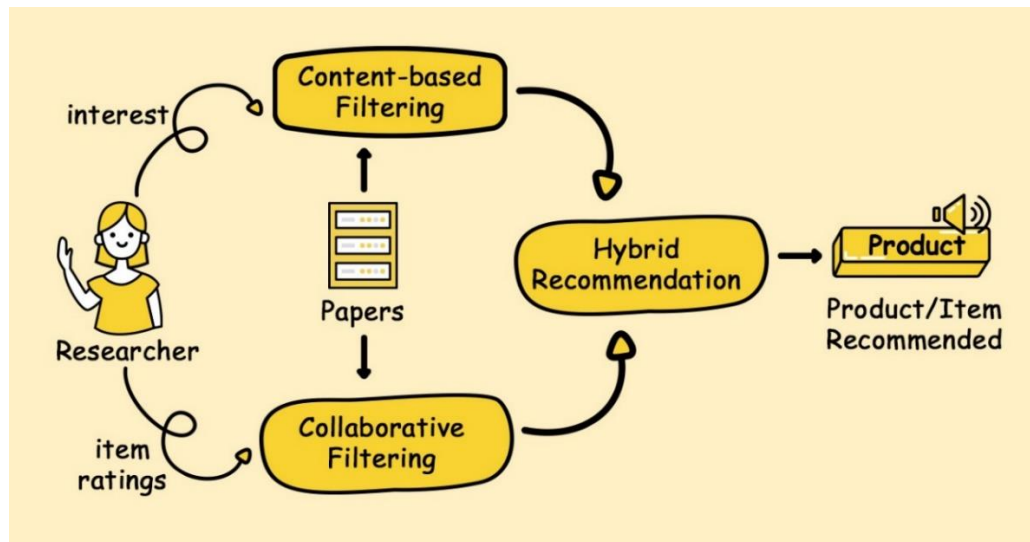 Content-based
Filtering
interest
Papers
Researcher
Hybrid
Recommendation
Product
Product/Item
Recommended
item
ratings
Collaborative
Filtering